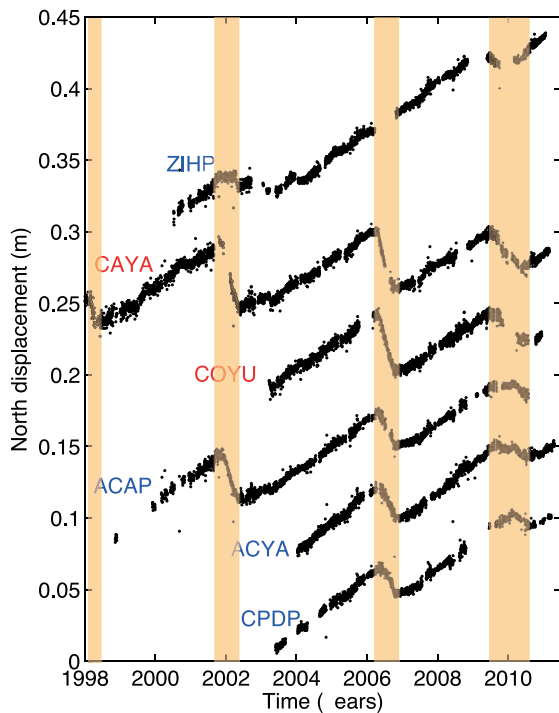 0.45
0.4
0.35
0.3
0.25
0.2
0.15
0.1
0.05
0
North displacement (m)
ZIHP
CAYA
COYU
ACAP
ACYA
CPDP
1998 2000 2002 2004 2006 2008 2010
Time ( ears)